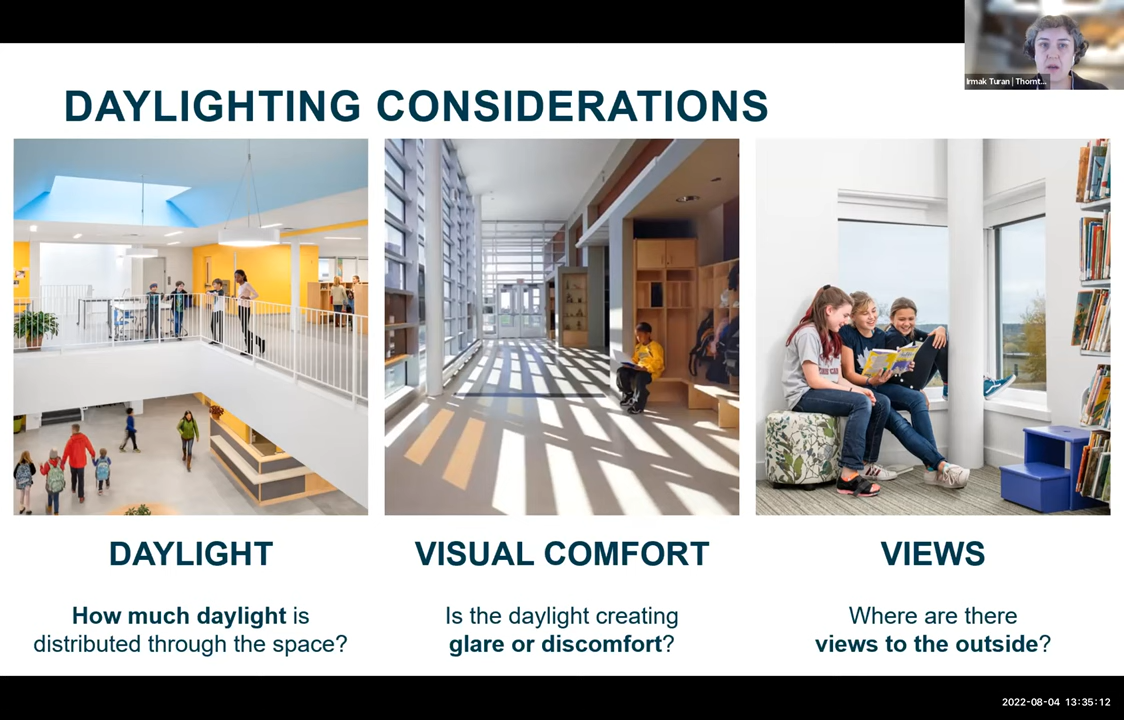 Irmak Turan | Thornt...
DAYLIGHTING CONSIDERATIONS
DAYLIGHT
How much daylight is
distributed through the space?
VISUAL COMFORT
Is the daylight creating
glare or discomfort?
VIEWS
Where are there
views to the outside?
2022-08-04 13:35:12